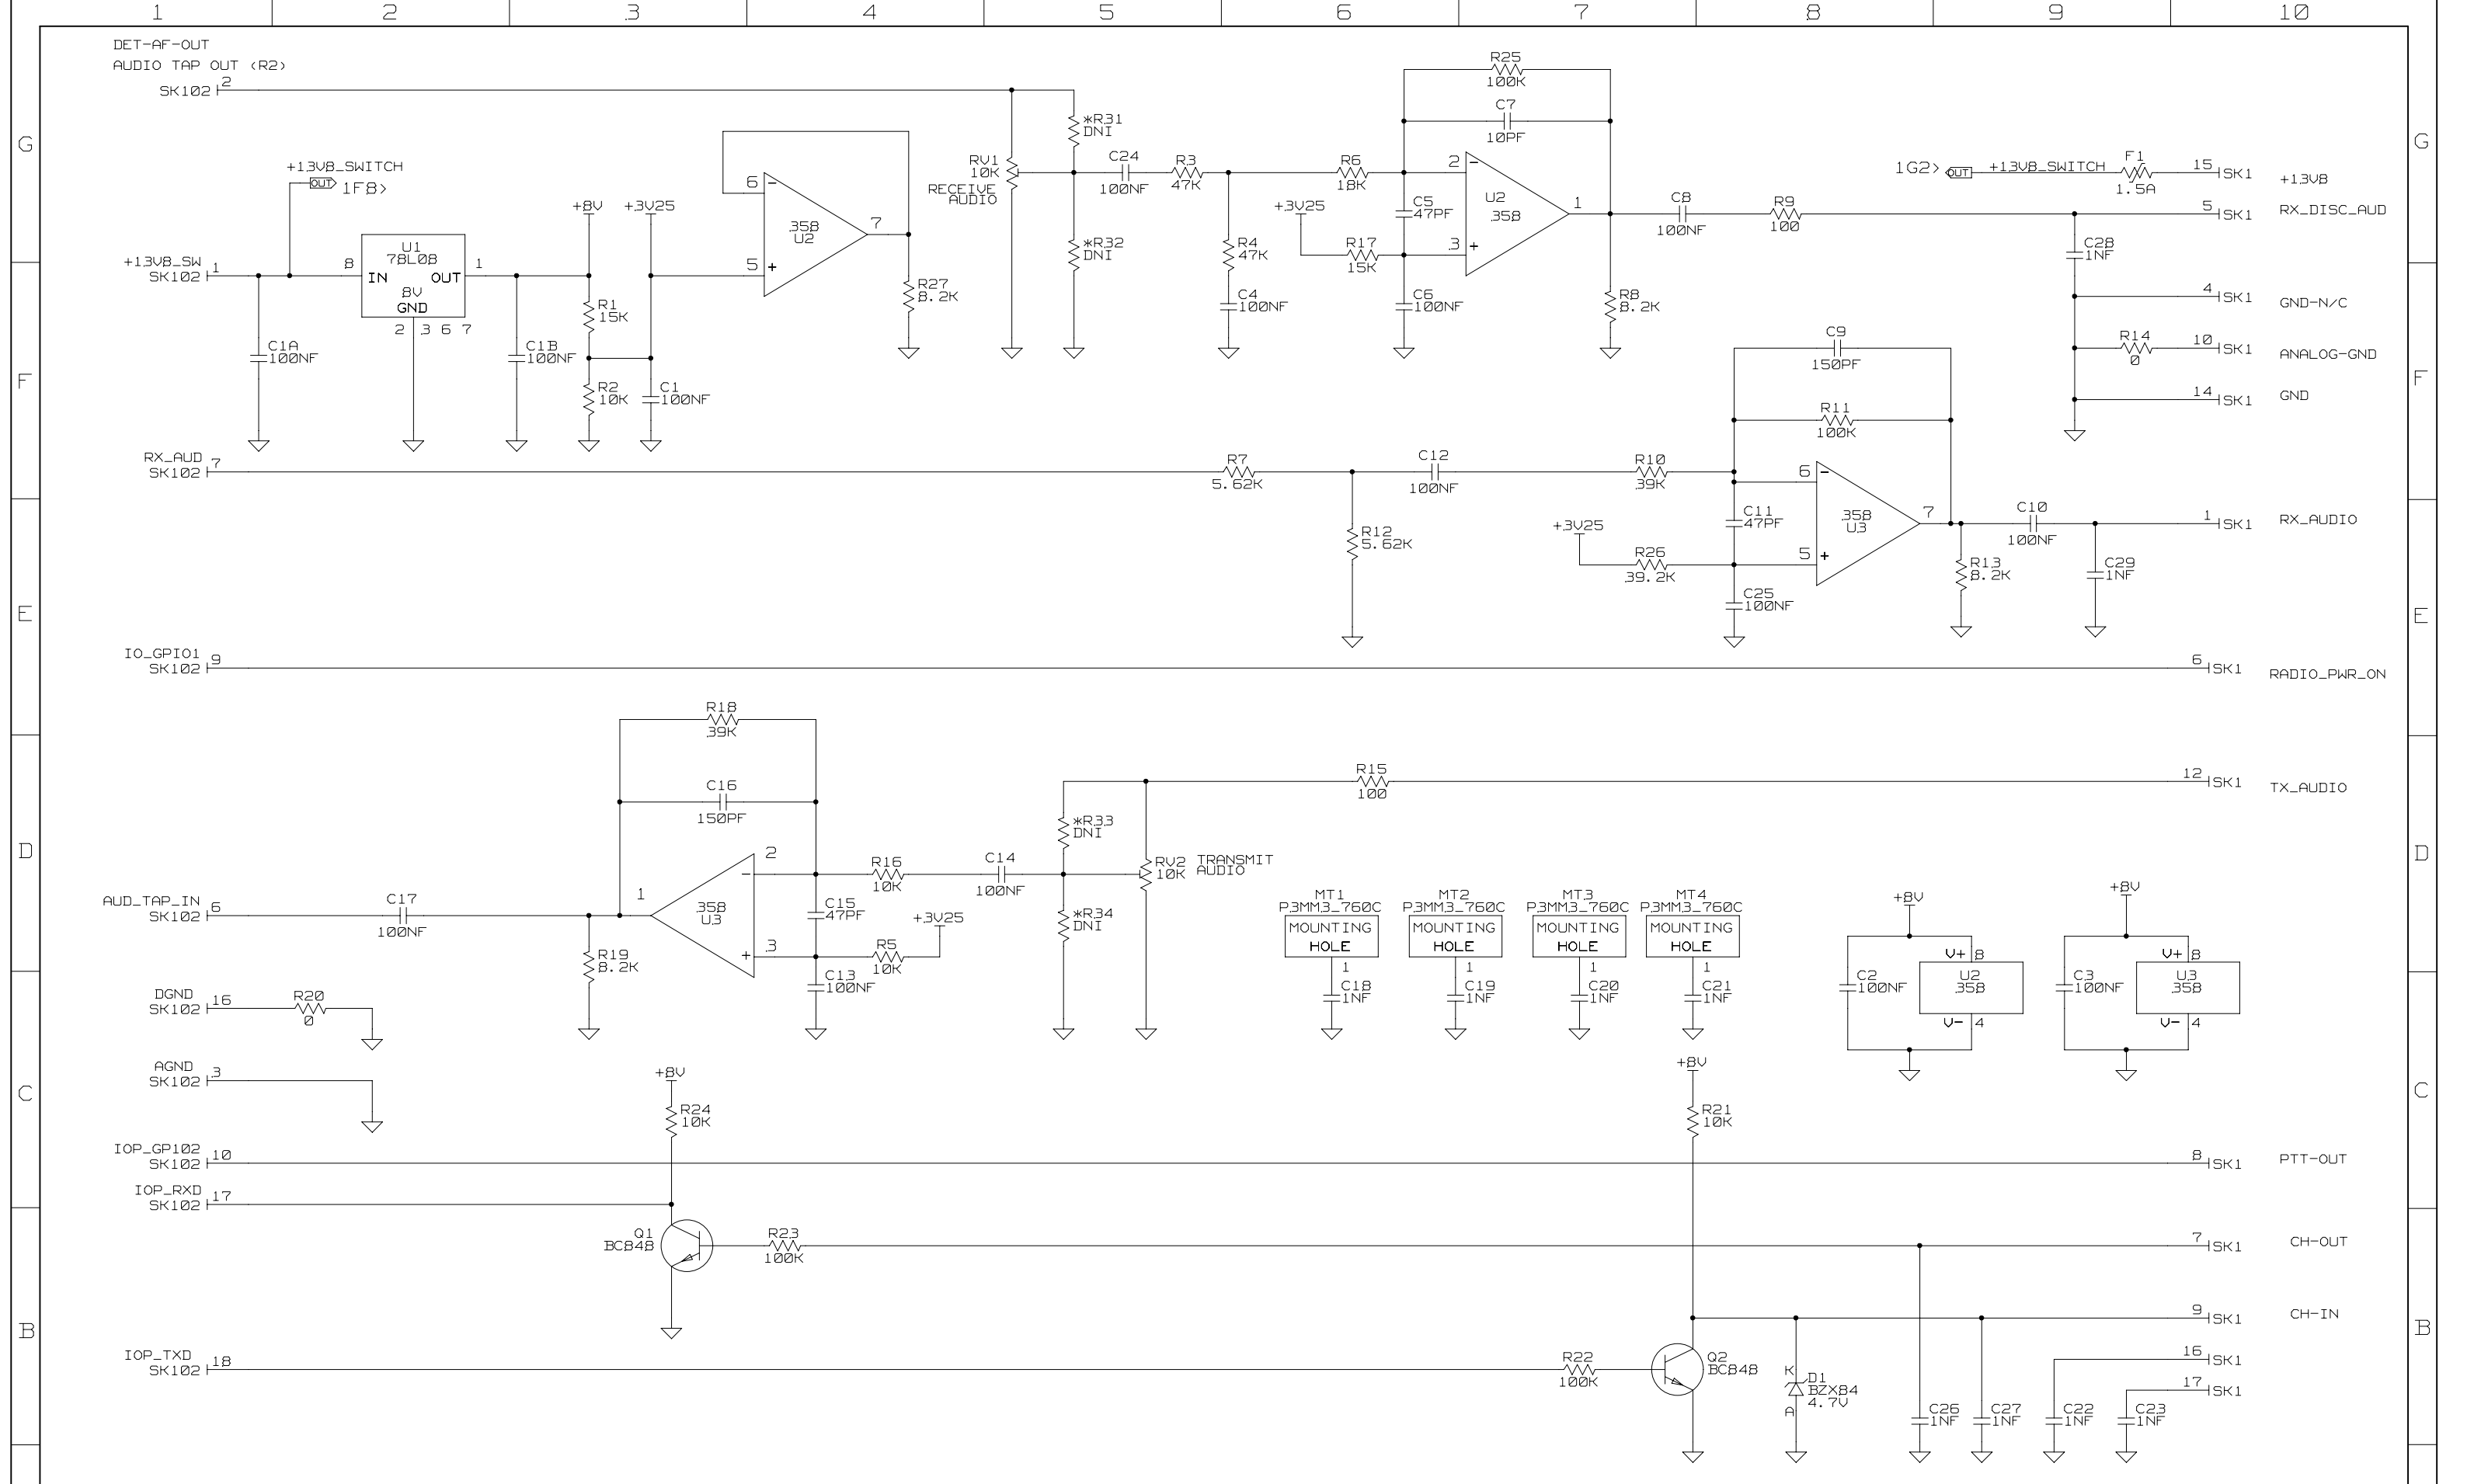 1 2 3 4 5 6 7 8 9 10
G
G
F
F
E
E
D
D
C
C
B
B
DET-AF-OUT
AUDIO TAP OUT (R2)
SK102 2
+13V8_SWITCH
OUT 1F8>
+13V8_SW
SK102 1
C1A
100NF
8
U1
78L08
IN OUT
8V
GND
2 3 6 7
1
C1B
100NF
+8V
R1
15K
R2
10K
+3V25
C1
100NF
6
-
358
U2
5
+
7
R27
8.2K
RV1
10K
RECEIVE
AUDIO
*R31
DNI
*R32
DNI
C24
100NF
R3
47K
R4
47K
C4
100NF
R6
18K
+3V25
R17
15K
C5
47PF
C6
100NF
R25
100K
C7
10PF
2
-
U2
358
3
+
1
R8
8.2K
C8
100NF
R9
100
1G2> OUT +13V8_SWITCH
F1
1.5A
15 SK1 +13V8
5 SK1 RX_DISC_AUD
C28
1NF
4 SK1 GND-N/C
R14
0
10 SK1 ANALOG-GND
14 SK1 GND
RX_AUD
SK102 7
R7
5.62K
R12
5.62K
C12
100NF
R10
39K
C9
150PF
R11
100K
6
-
358
U3
5
+
7
C11
47PF
+3V25
R26
39.2K
C25
100NF
R13
8.2K
C10
100NF
C29
1NF
1 SK1 RX_AUDIO
IO_GPIO1
SK102 9
6 SK1 RADIO_PWR_ON
R18
39K
C16
150PF
2
-
358
U3
3
+
1
AUD_TAP_IN
SK102 6
C17
100NF
R19
8.2K
C15
47PF
C13
100NF
R16
10K
R5
10K
+3V25
C14
100NF
*R33
DNI
*R34
DNI
RV2
10K
TRANSMIT
AUDIO
R15
100
12 SK1 TX_AUDIO
MT1
P3MM3_760C
MOUNTING
HOLE
1
C18
1NF
MT2
P3MM3_760C
MOUNTING
HOLE
1
C19
1NF
MT3
P3MM3_760C
MOUNTING
HOLE
1
C20
1NF
MT4
P3MM3_760C
MOUNTING
HOLE
1
C21
1NF
+8V
V+ 8
C2
100NF
U2
358
V- 4
+8V
V+ 8
C3
100NF
U3
358
V- 4
DGND
SK102 16
R20
0
AGND
SK102 3
+8V
R24
10K
+8V
R21
10K
IOP_GP102
SK102 10
8 SK1 PTT-OUT
IOP_RXD
SK102 17
Q1
BC848
R23
100K
7 SK1 CH-OUT
9 SK1 CH-IN
IOP_TXD
SK102 18
R22
100K
Q2
BC848
K
D1
BZX84
4.7V
A
16 SK1
17 SK1
C26
1NF
C27
1NF
C22
1NF
C23
1NF